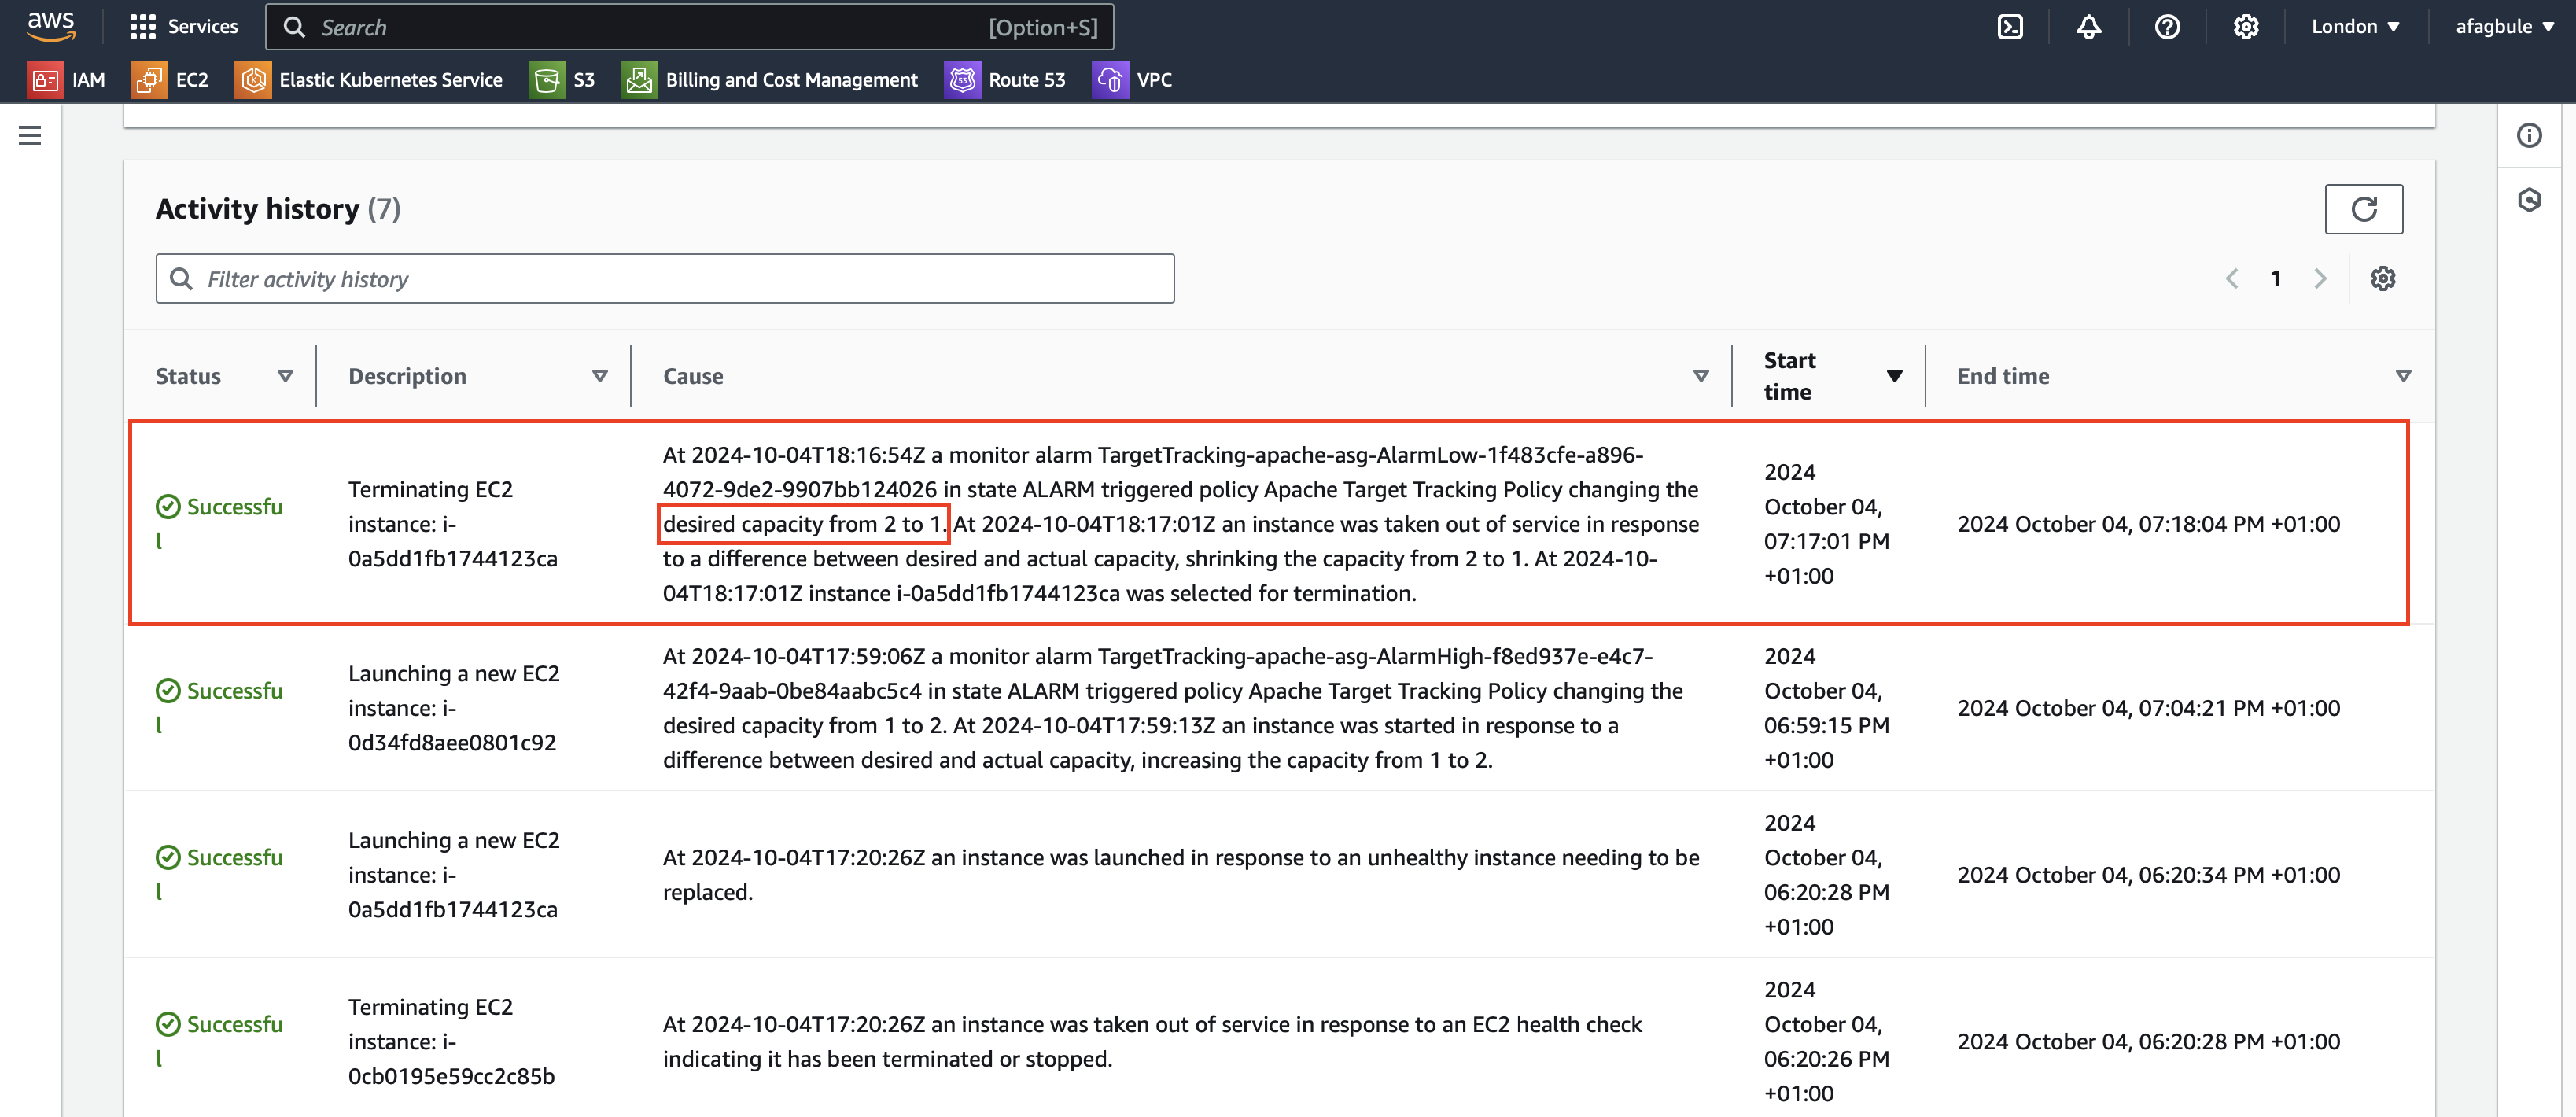 aws
Services
Search [Option+S]
London ▼
afagbule ▼
IAM
EC2
Elastic Kubernetes Service
S3
Billing and Cost Management
53
Route 53
VPC
Activity history (7)
Filter activity history
1
Status
Description
Cause
Start
time
End time
Successfu
l
Terminating EC2
instance: i-
0a5dd1fb1744123ca
At 2024-10-04T18:16:54Z a monitor alarm TargetTracking-apache-asg-AlarmLow-1f483cfe-a896-
4072-9de2-9907bb124026 in state ALARM triggered policy Apache Target Tracking Policy changing the
desired capacity from 2 to 1. At 2024-10-04T18:17:01Z an instance was taken out of service in response
to a difference between desired and actual capacity, shrinking the capacity from 2 to 1. At 2024-10-
04T18:17:01Z instance i-0a5dd1fb1744123ca was selected for termination.
2024
October 04,
07:17:01 PM
+01:00
2024 October 04, 07:18:04 PM +01:00
Successfu
l
Launching a new EC2
instance: i-
0d34fd8aee0801c92
At 2024-10-04T17:59:06Z a monitor alarm TargetTracking-apache-asg-AlarmHigh-f8ed937e-e4c7-
42f4-9aab-0be84aabc5c4 in state ALARM triggered policy Apache Target Tracking Policy changing the
desired capacity from 1 to 2. At 2024-10-04T17:59:13Z an instance was started in response to a
difference between desired and actual capacity, increasing the capacity from 1 to 2.
2024
October 04,
06:59:15 PM
+01:00
2024 October 04, 07:04:21 PM +01:00
Successfu
l
Launching a new EC2
instance: i-
0a5dd1fb1744123ca
At 2024-10-04T17:20:26Z an instance was launched in response to an unhealthy instance needing to be
replaced.
2024
October 04,
06:20:28 PM
+01:00
2024 October 04, 06:20:34 PM +01:00
Successfu
l
Terminating EC2
instance: i-
0cb0195e59cc2c85b
At 2024-10-04T17:20:26Z an instance was taken out of service in response to an EC2 health check
indicating it has been terminated or stopped.
2024
October 04,
06:20:26 PM
+01:00
2024 October 04, 06:20:28 PM +01:00